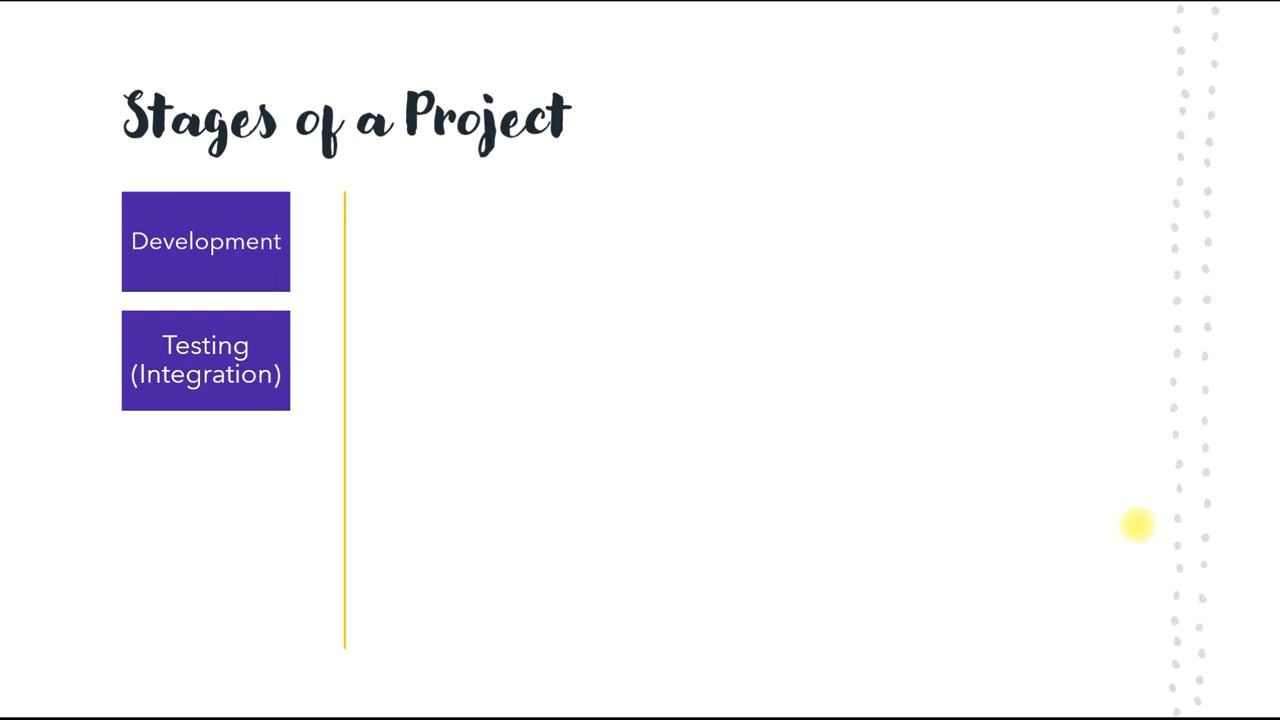 Stages of a Project
Development
Testing
(Integration)